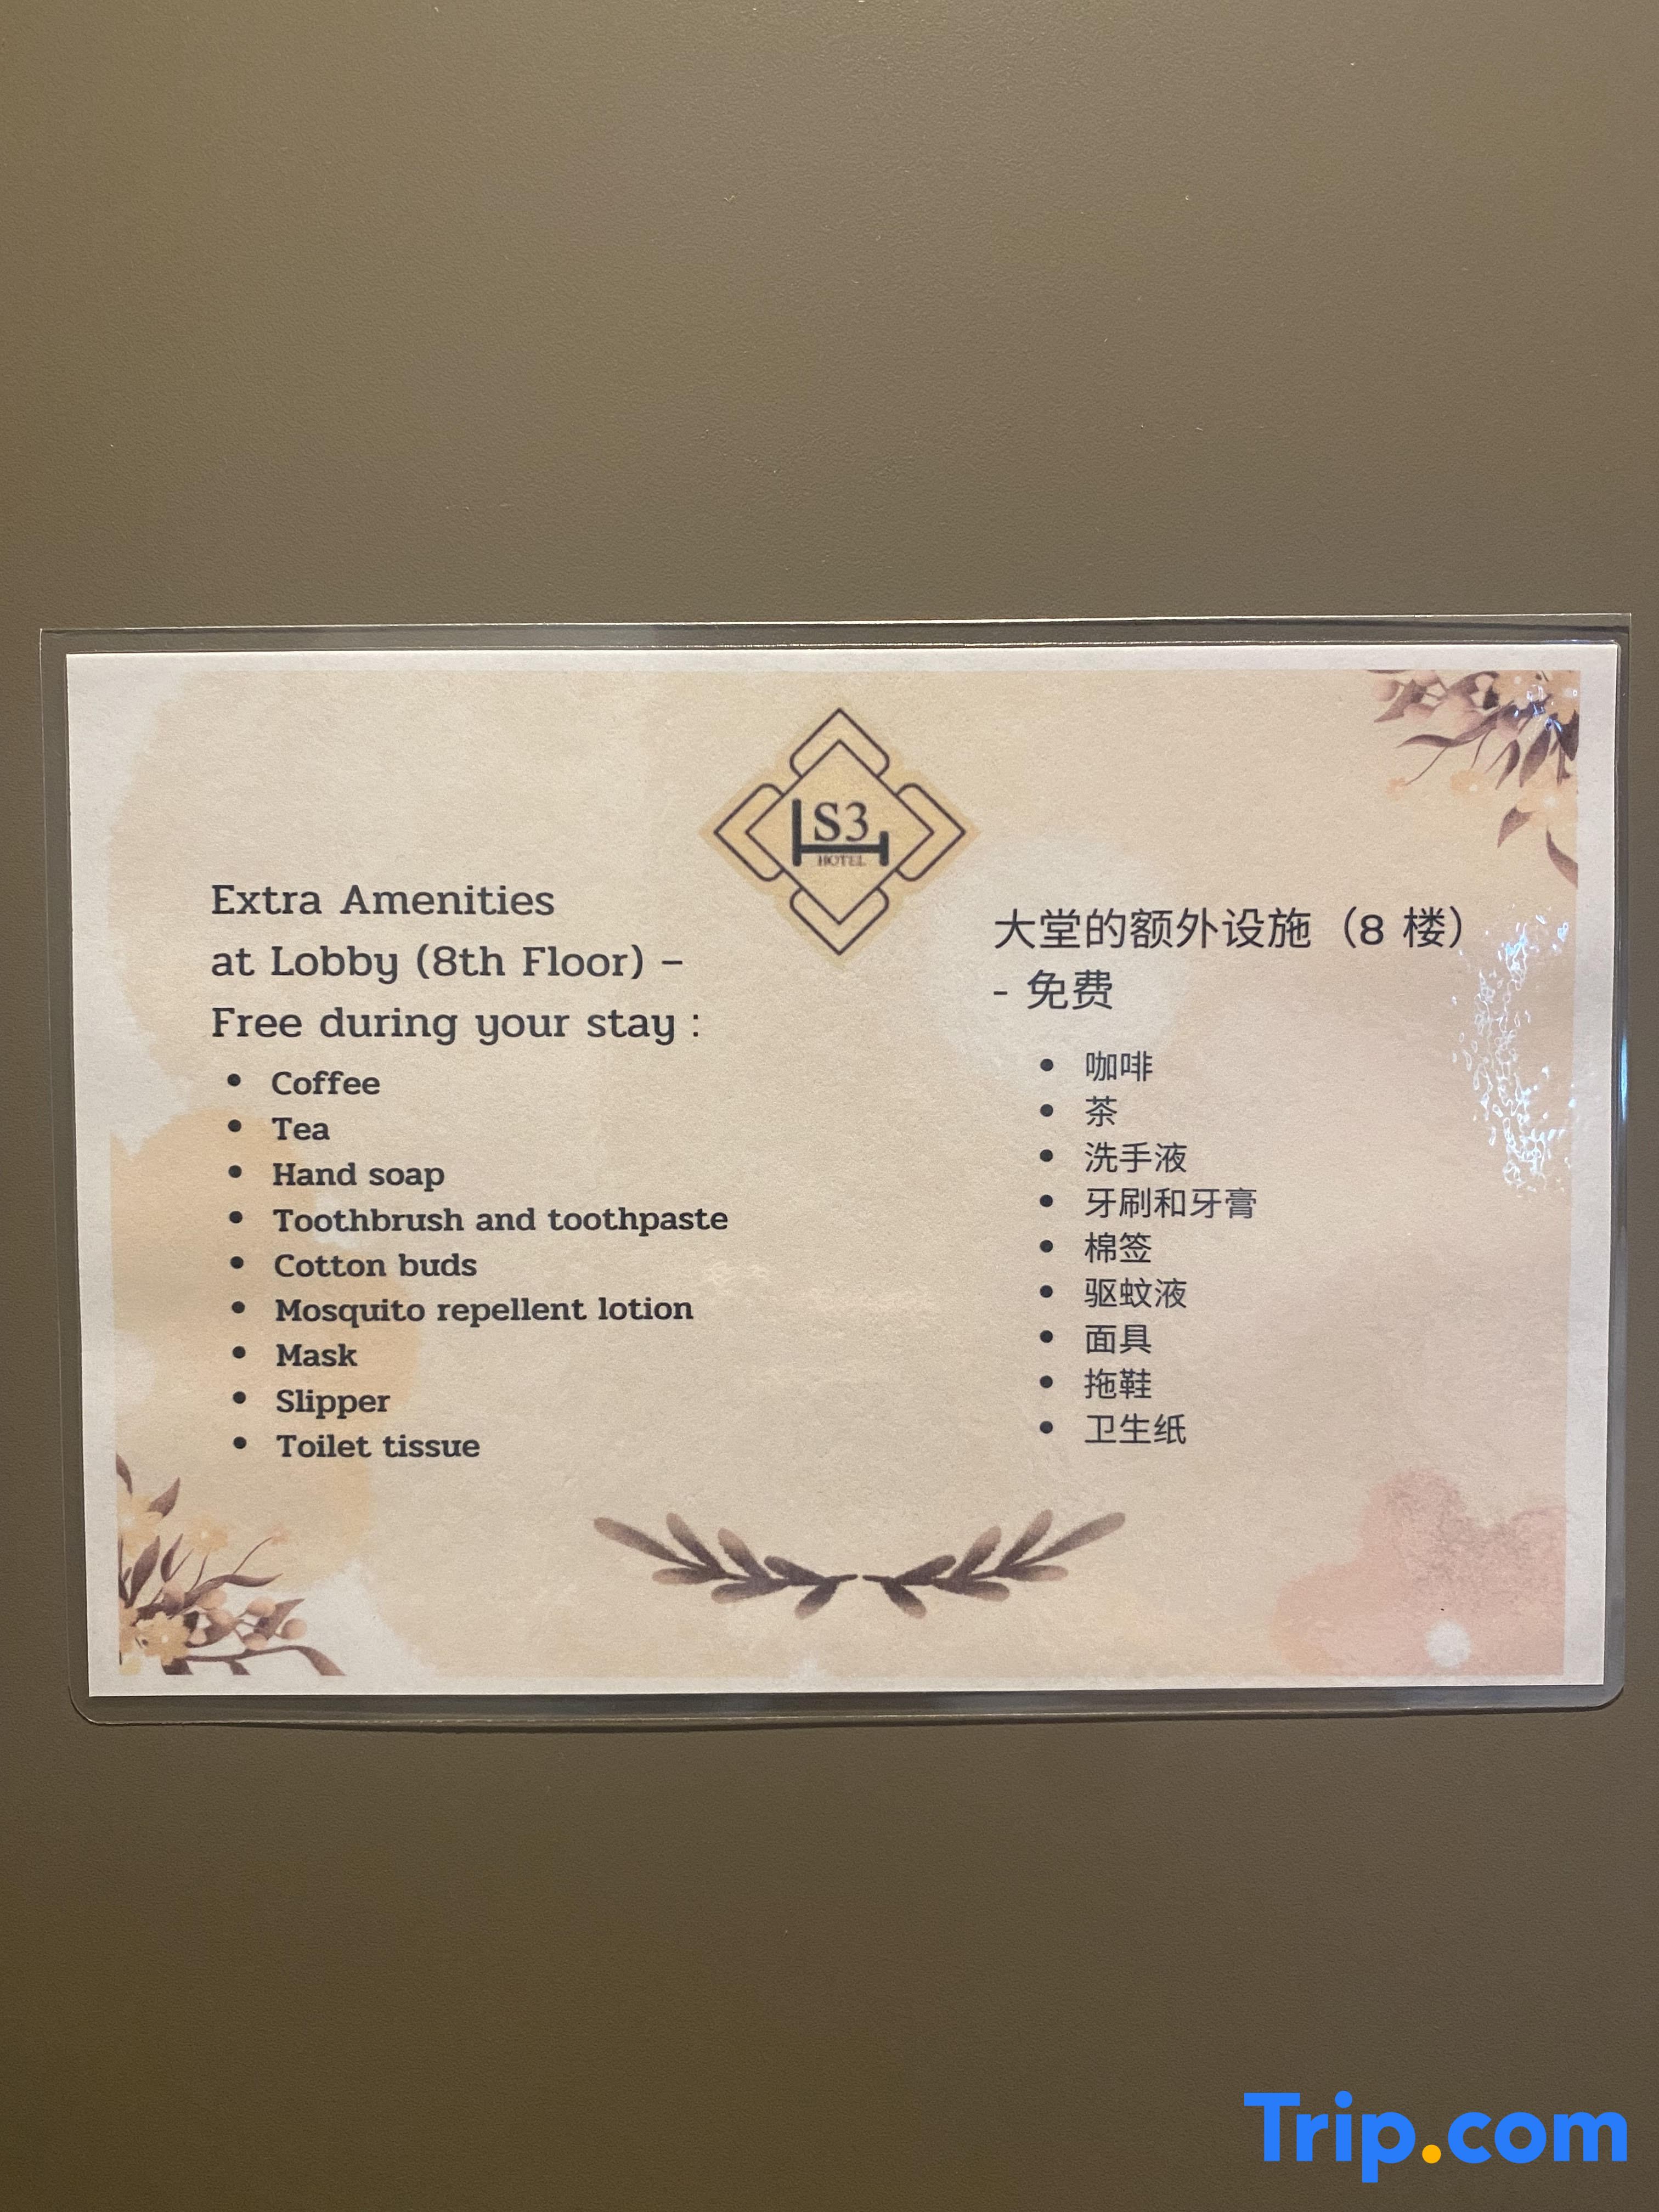 S3
HOTEL
Extra Amenities
at Lobby (8th Floor) –
Free during your stay :
• Coffee
• Tea
• Hand soap
• Toothbrush and toothpaste
• Cotton buds
• Mosquito repellent lotion
• Mask
• Slipper
• Toilet tissue
大堂的额外设施（8 楼）
- 免费
• 咖啡
• 茶
• 洗手液
• 牙刷和牙膏
• 棉签
• 驱蚊液
• 面具
• 拖鞋
• 卫生纸
Trip.com